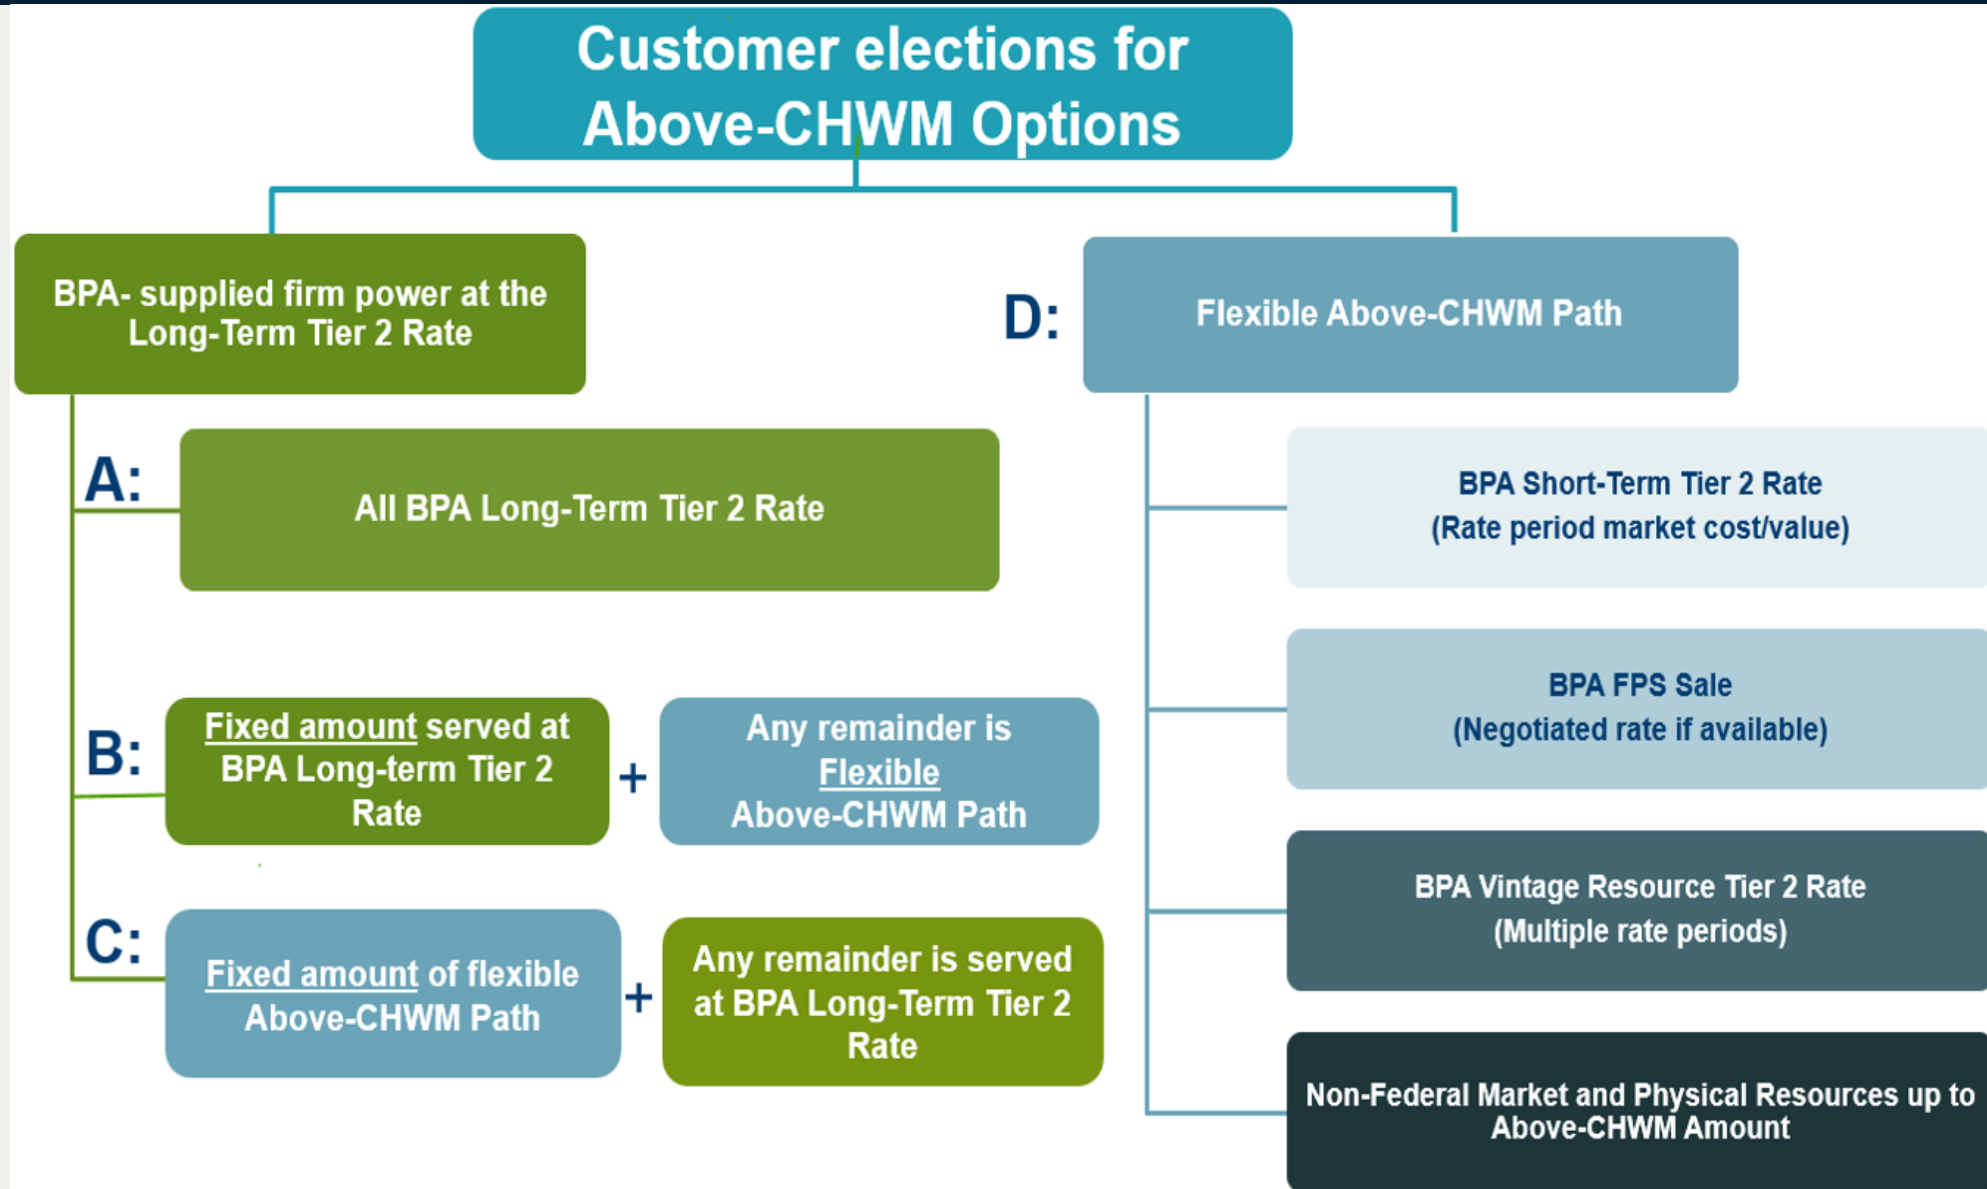 Customer elections for
Above-CHWM Options
BPA- supplied firm power at the
Long-Term Tier 2 Rate
A:
All BPA Long-Term Tier 2 Rate
B:
Fixed amount served at
BPA Long-term Tier 2
Rate
+
Any remainder is
Flexible
Above-CHWM Path
C:
Fixed amount of flexible
Above-CHWM Path
+
Any remainder is served
at BPA Long-Term Tier 2
Rate
D:
Flexible Above-CHWM Path
BPA Short-Term Tier 2 Rate
(Rate period market cost/value)
BPA FPS Sale
(Negotiated rate if available)
BPA Vintage Resource Tier 2 Rate
(Multiple rate periods)
Non-Federal Market and Physical Resources up to
Above-CHWM Amount